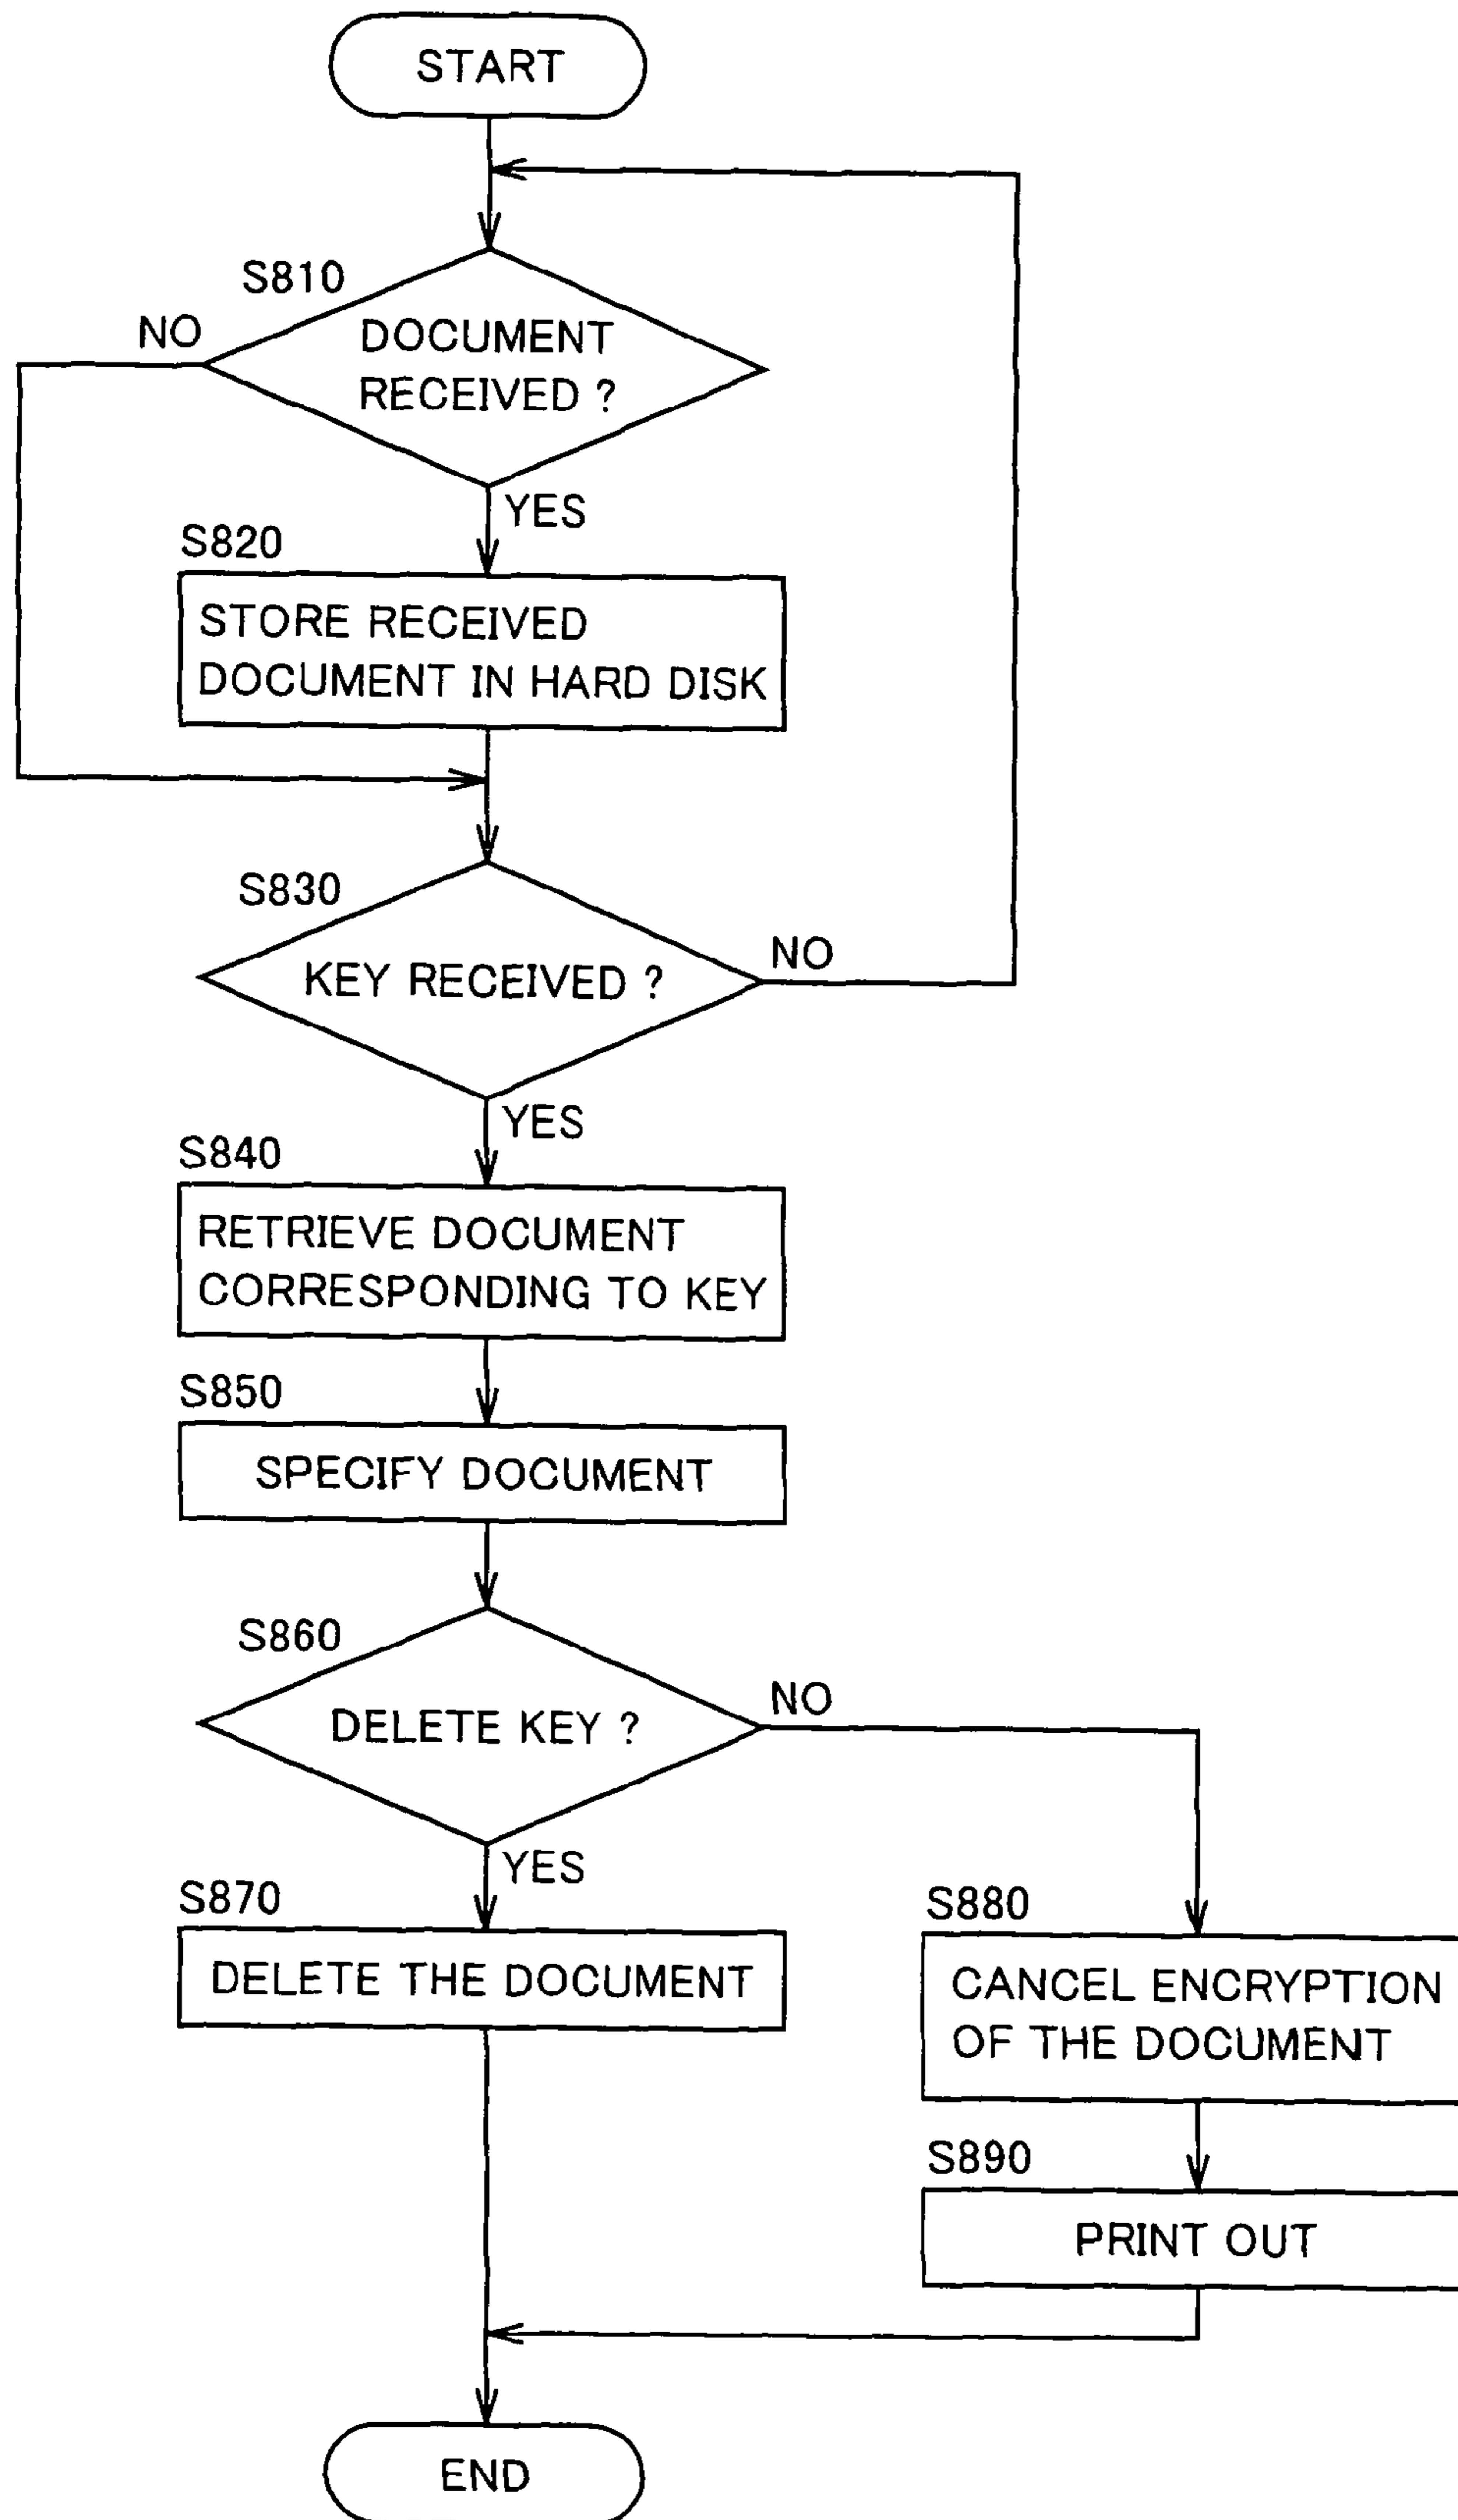 START
S810
NO
DOCUMENT
RECEIVED ?
YES
S820
STORE RECEIVED
DOCUMENT IN HARD DISK
S830
KEY RECEIVED ?
NO
YES
S840
RETRIEVE DOCUMENT
CORRESPONDING TO KEY
S850
SPECIFY DOCUMENT
S860
DELETE KEY ?
NO
YES
S870
DELETE THE DOCUMENT
S880
CANCEL ENCRYPTION
OF THE DOCUMENT
S890
PRINT OUT
END